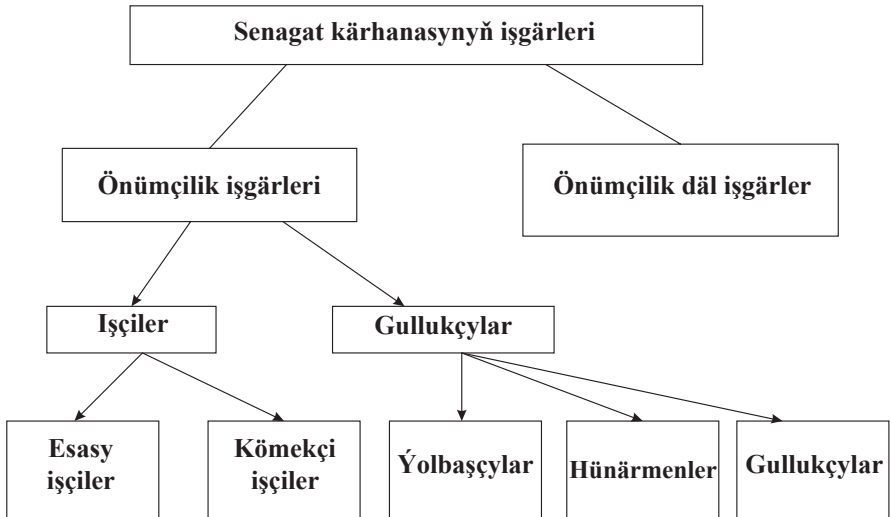 Senagat kärhanasynyň işgärleri
Önümçilik işgärleri
Önümçilik däl işgärler
Işçiler
Gullukçylar
Esasy
işçiler
Kömekçi
işçiler
Ýolbaşçylar
Hünärmenler
Gullukçylar